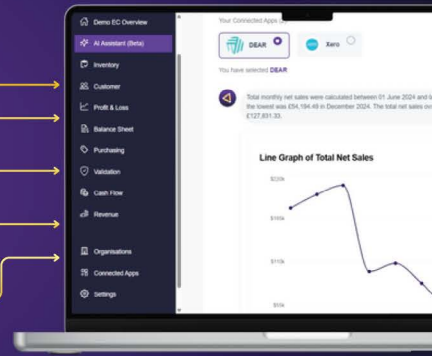 Demo EC Overview
AI Assistant (Beta)
Inventory
Customer
Profit & Loss
Balance Sheet
Purchasing
Validation
Cash Flow
Revenue
Organisations
Connected Apps
Settings
Your Connected Apps
DEAR
Xero
You have selected DEAR
Total monthly net sales were calculated between 01 June 2024 and
the lowest was £54,184.49 in December 2024. The total net sales
£127,831.33.
Line Graph of Total Net Sales
$220k
$165k
$110k
$55k